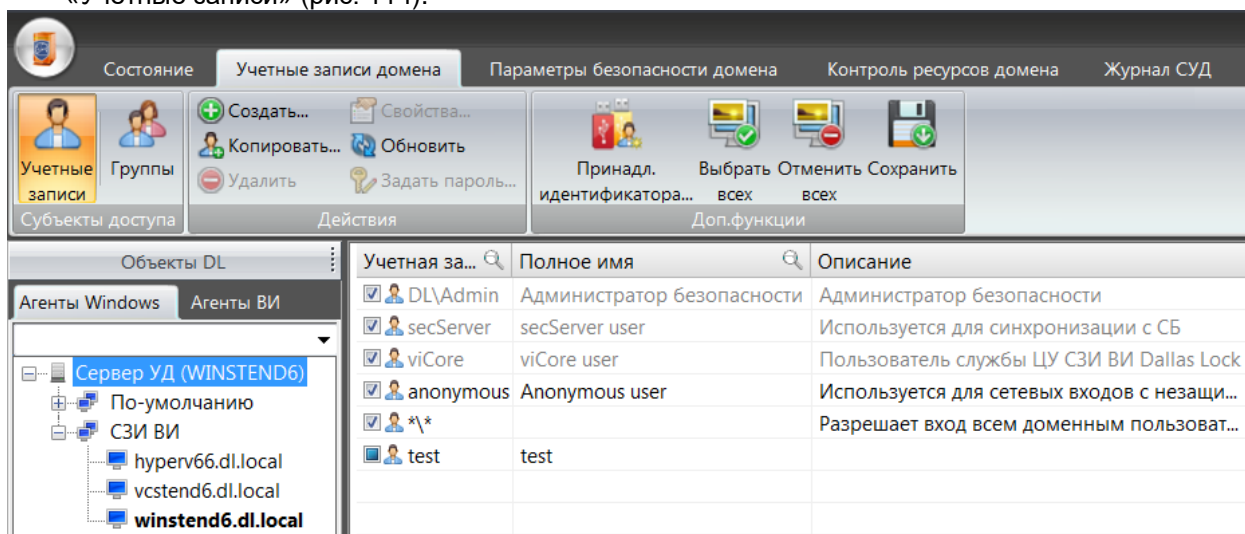 «Учетные записи» (рис. 114).
Состояние Учетные записи домена Параметры безопасности домена Контроль ресурсов домена Журнал СУД
Учетные записи
Группы
Субъекты доступа
Создать...
Копировать...
Удалить
Свойства...
Обновить
Задать пароль...
Действия
Принадл. идентификатора...
Выбрать всех
Отменить всех
Сохранить
Доп.функции
Объекты DL
Агенты Windows Агенты ВИ
Сервер УД (WINSTEND6)
По-умолчанию
СЗИ ВИ
hyperv66.dl.local
vcstend6.dl.local
winstend6.dl.local
Учетная за... Полное имя Описание
DL\Admin Администратор безопасности Администратор безопасности
secServer secServer user Используется для синхронизации с СБ
viCore viCore user Пользователь службы ЦУ СЗИ ВИ Dallas Lock
anonymous Anonymous user Используется для сетевых входов с незащи...
*\* Разрешает вход всем доменным пользоват...
test test